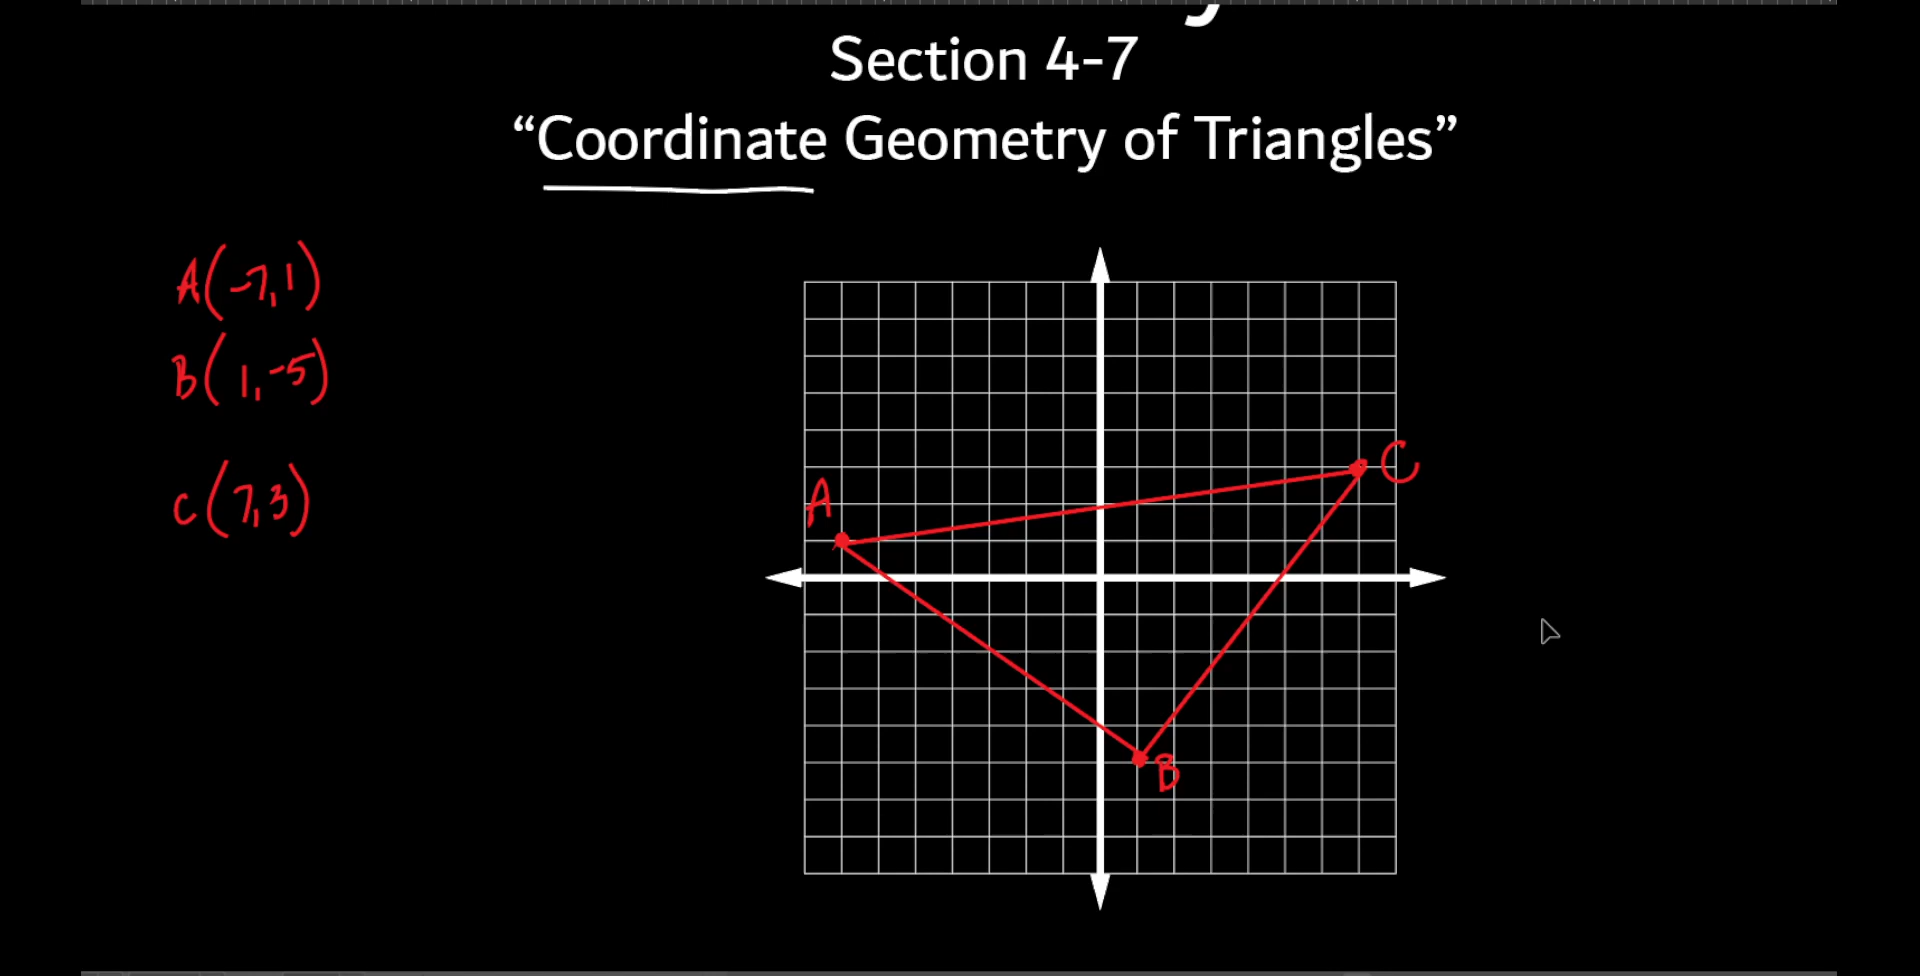 Section 4-7
“Coordinate Geometry of Triangles”
A(-7,1)
B(1,-5)
C(7,3)
A
C
B